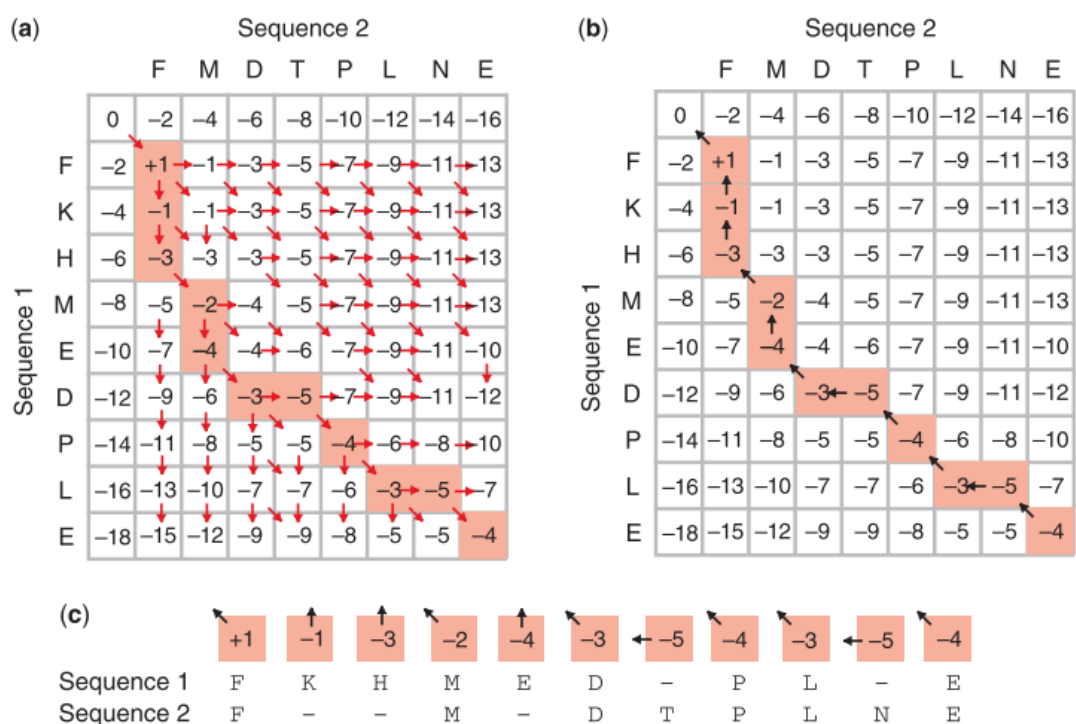 (a) Sequence 2
F M D T P L N E
0 −2 −4 −6 −8 −10 −12 −14 −16
F −2 +1 −1 −3 −5 −7 −9 −11 −13
K −4 −1 −1 −3 −5 −7 −9 −11 −13
H −6 −3 −3 −3 −5 −7 −9 −11 −13
M −8 −5 −2 −4 −5 −7 −9 −11 −13
E −10 −7 −4 −4 −6 −7 −9 −11 −10
D −12 −9 −6 −3 −5 −7 −9 −11 −12
P −14 −11 −8 −5 −5 −4 −6 −8 −10
L −16 −13 −10 −7 −7 −6 −3 −5 −7
E −18 −15 −12 −9 −9 −8 −5 −5 −4
Sequence 1
(b) Sequence 2
F M D T P L N E
0 −2 −4 −6 −8 −10 −12 −14 −16
F −2 +1 −1 −3 −5 −7 −9 −11 −13
K −4 −1 −1 −3 −5 −7 −9 −11 −13
H −6 −3 −3 −3 −5 −7 −9 −11 −13
M −8 −5 −2 −4 −5 −7 −9 −11 −13
E −10 −7 −4 −4 −6 −7 −9 −11 −10
D −12 −9 −6 −3 −5 −7 −9 −11 −12
P −14 −11 −8 −5 −5 −4 −6 −8 −10
L −16 −13 −10 −7 −7 −6 −3 −5 −7
E −18 −15 −12 −9 −9 −8 −5 −5 −4
Sequence 1
(c)
+1 −1 −3 −2 −4 −3 −5 −4 −3 −5 −4
Sequence 1 F K H M E D – P L – E
Sequence 2 F – – M – D T P L N E